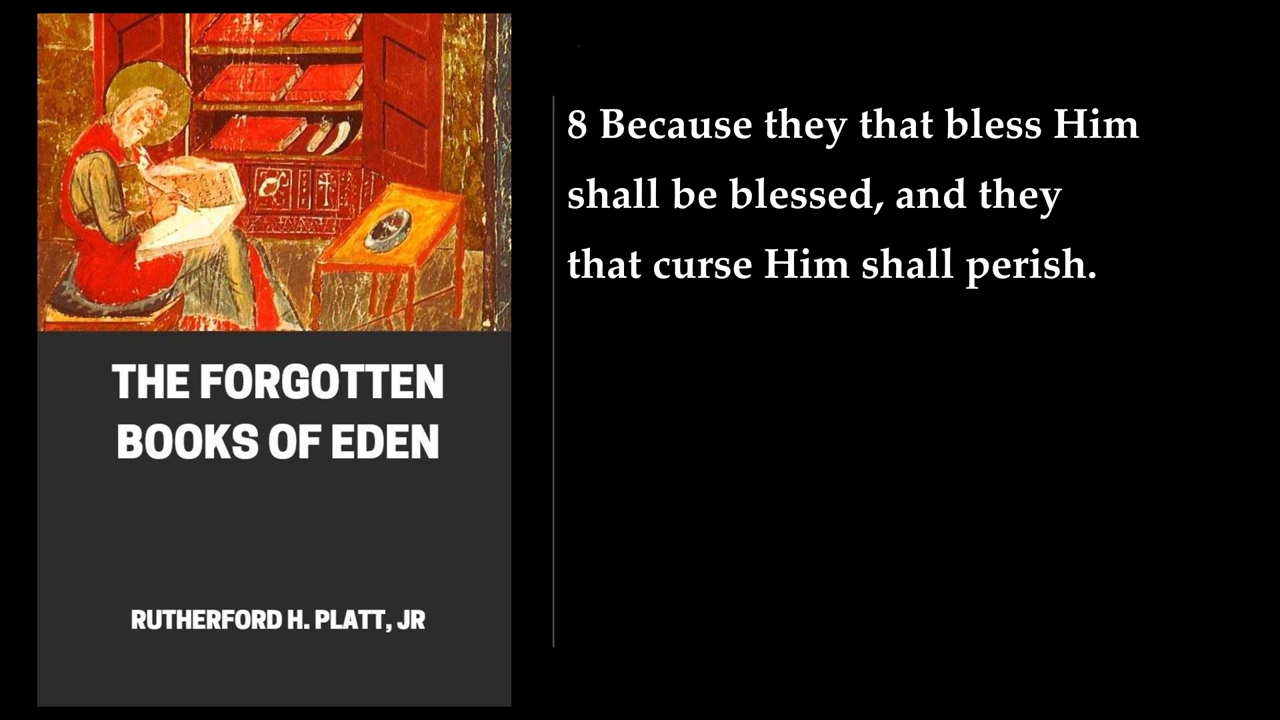 THE FORGOTTEN
BOOKS OF EDEN
RUTHERFORD H. PLATT, JR
8 Because they that bless Him
shall be blessed, and they
that curse Him shall perish.